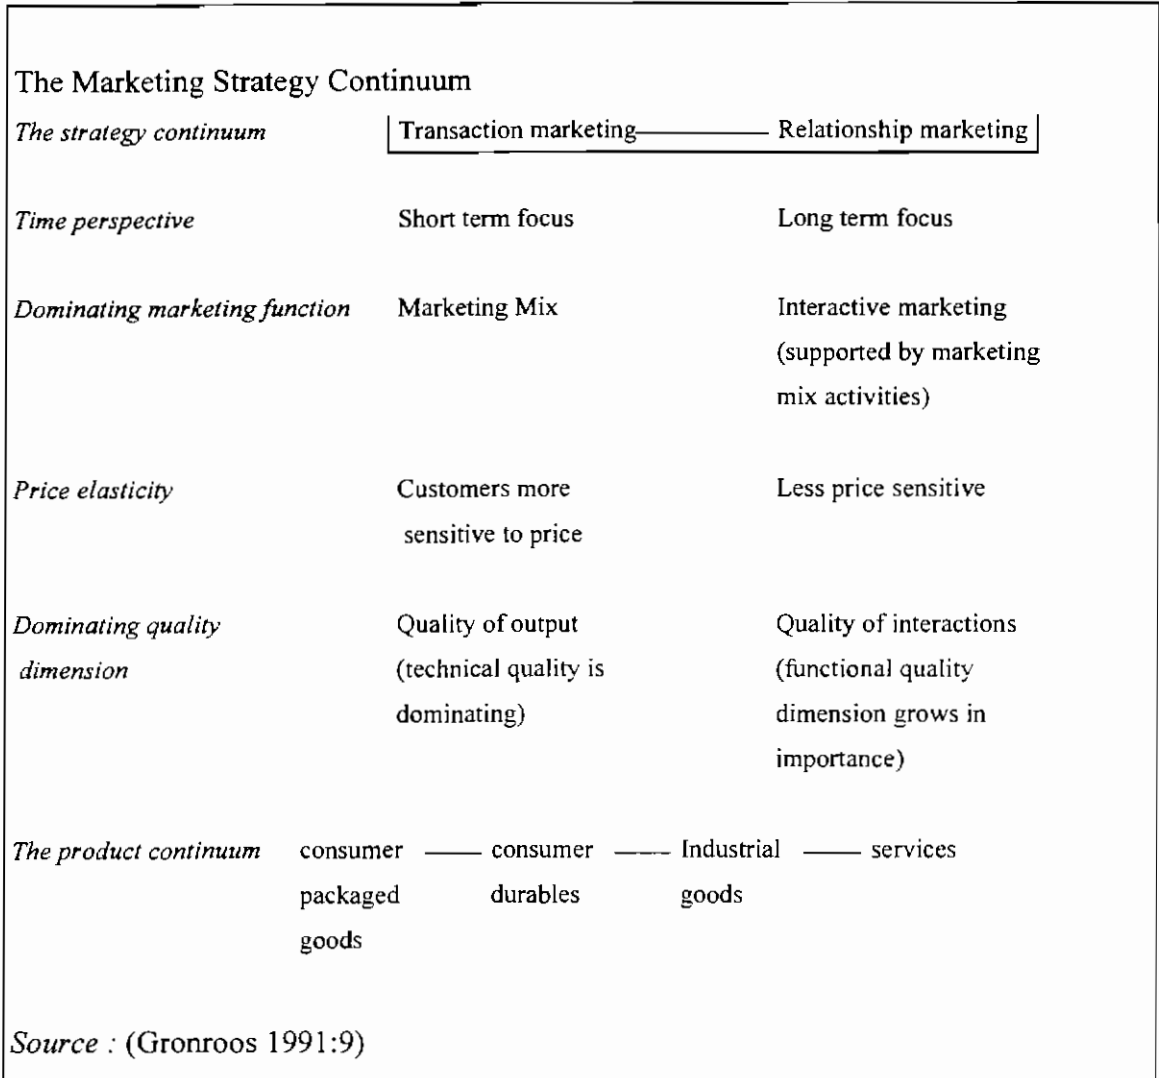 The Marketing Strategy Continuum
The strategy continuum Transaction marketing Relationship marketing
Time perspective Short term focus Long term focus
Dominating marketing function Marketing Mix Interactive marketing
(supported by marketing
mix activities)
Price elasticity Customers more Less price sensitive
sensitive to price
Dominating quality Quality of output Quality of interactions
dimension (technical quality is (functional quality
dominating) dimension grows in
importance)
The product continuum consumer consumer Industrial services
packaged durables goods
goods
Source : (Gronroos 1991:9)